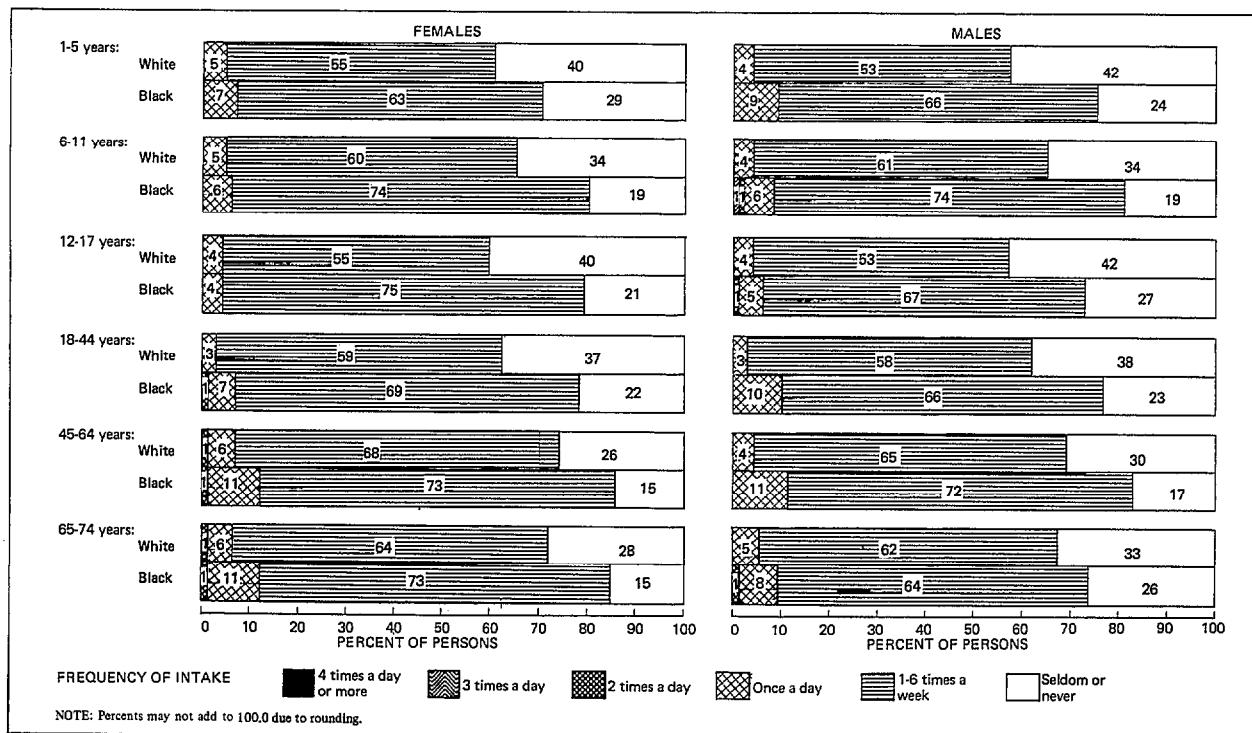 FEMALES MALES
1-5 years:
White 5 55 40 4 53 42
Black 7 63 29 9 66 24
6-11 years:
White 5 60 34 4 61 34
Black 6 74 19 1 1 6 74 19
12-17 years:
White 4 55 40 4 53 42
Black 4 75 21 5 67 27
18-44 years:
White 3 59 37 3 58 38
Black 1 7 69 22 10 66 23
45-64 years:
White 1 6 68 26 4 65 30
Black 1 11 73 15 11 72 17
65-74 years:
White 1 6 64 28 5 62 33
Black 1 11 73 15 1 8 64 26
0 10 20 30 40 50 60 70 80 90 100 0 10 20 30 40 50 60 70 80 90 100
PERCENT OF PERSONS PERCENT OF PERSONS
FREQUENCY OF INTAKE
4 times a day
or more
3 times a day
2 times a day
Once a day
1-6 times a
week
Seldom or
never
NOTE: Percents may not add to 100.0 due to rounding.